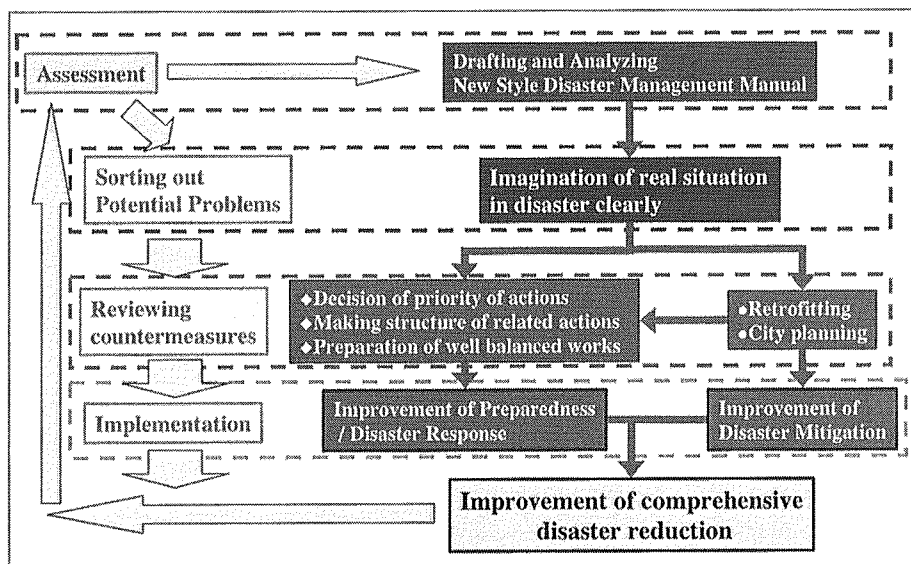 Assessment
Drafting and Analyzing
New Style Disaster Management Manual
Sorting out
Potential Problems
Imagination of real situation
in disaster clearly
Reviewing
countermeasures
◆Decision of priority of actions
◆Making structure of related actions
◆Preparation of well balanced works
●Retrofitting
●City planning
Implementation
Improvement of Preparedness
/ Disaster Response
Improvement of
Disaster Mitigation
Improvement of comprehensive
disaster reduction